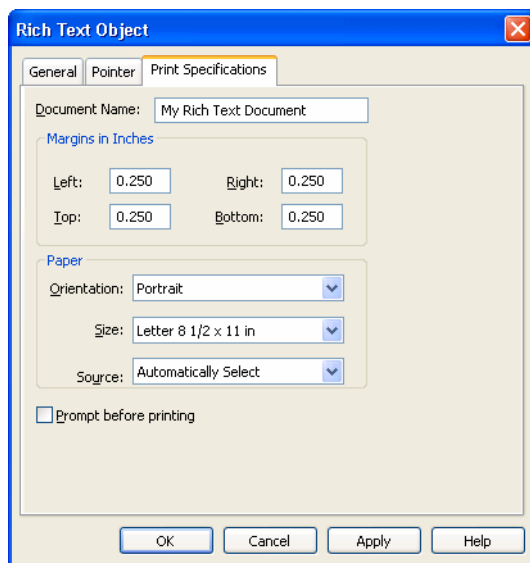 Rich Text Object
General Pointer Print Specifications
Document Name: My Rich Text Document
Margins in Inches
Left: 0.250 Right: 0.250
Top: 0.250 Bottom: 0.250
Paper
Orientation: Portrait
Size: Letter 8 1/2 x 11 in
Source: Automatically Select
Prompt before printing
OK Cancel Apply Help